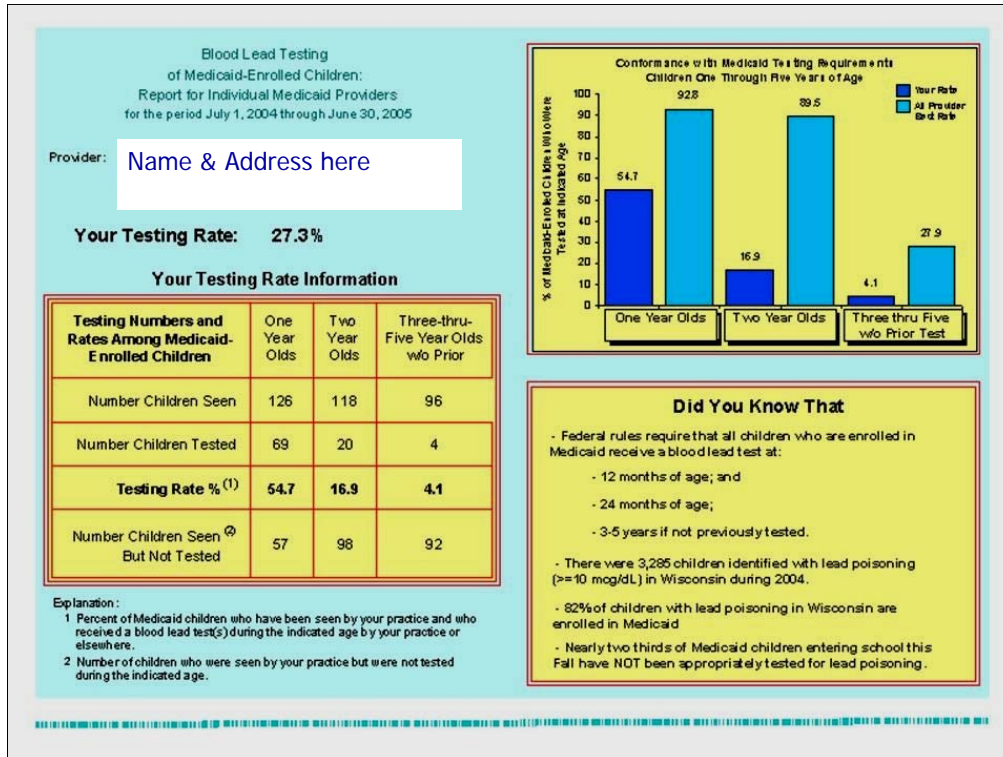 Blood Lead Testing
of Medicaid-Enrolled Children:
Report for Individual Medicaid Providers
for the period July 1, 2004 through June 30, 2005
Provider:
Name & Address here
Your Testing Rate: 27.3%
Your Testing Rate Information
Testing Numbers and
Rates Among Medicaid-
Enrolled Children
One
Year
Olds
Two
Year
Olds
Three-thru-
Five Year Olds
w/o Prior
Number Children Seen 126 118 96
Number Children Tested 69 20 4
Testing Rate % (1) 54.7 16.9 4.1
Number Children Seen (2)
But Not Tested
57 98 92
Explanation:
1 Percent of Medicaid children who have been seen by your practice and who
received a blood lead test(s) during the indicated age by your practice or
elsewhere.
2 Number of children who were seen by your practice but were not tested
during the indicated age.
Conformance with Medicaid Testing Requirements
Children One Through Five Years of Age
Your Rate
All Provider
Best Rate
% of Medicaid-Enrolled Children Who Were
Tested at Indicated Age
100
90
80
70
60
50
40
30
20
10
0
54.7
92.8
16.9
89.5
4.1
27.9
One Year Olds
Two Year Olds
Three thru Five
w/o Prior Test
Did You Know That
- Federal rules require that all children who are enrolled in
Medicaid receive a blood lead test at:
- 12 months of age; and
- 24 months of age;
- 3-5 years if not previously tested.
- There were 3,285 children identified with lead poisoning
(>=10 mcg/dL) in Wisconsin during 2004.
- 82% of children with lead poisoning in Wisconsin are
enrolled in Medicaid
- Nearly two thirds of Medicaid children entering school this
Fall have NOT been appropriately tested for lead poisoning.